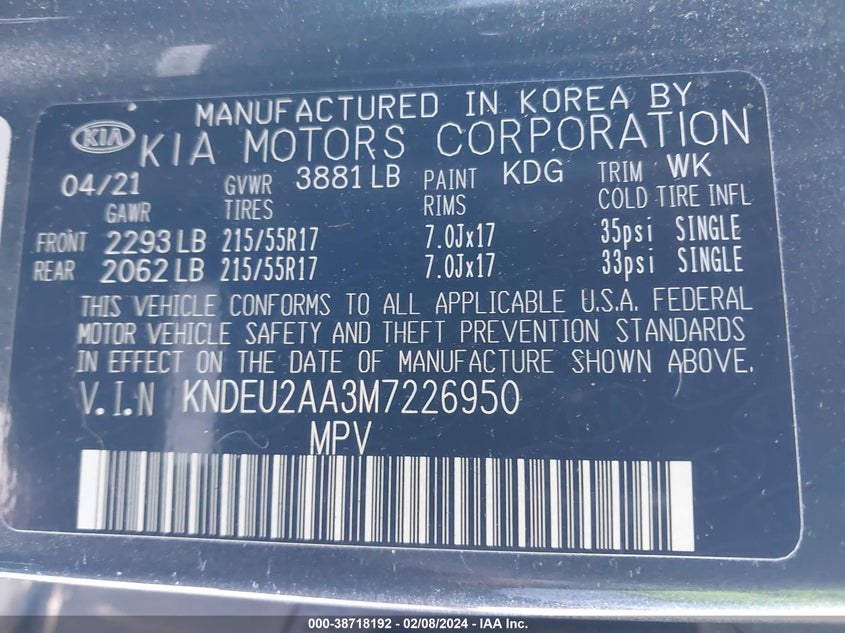 MANUFACTURED IN KOREA BY
KIA KIA MOTORS CORPORATION
04/21 GVWR 3881 LB PAINT KDG TRIM WK
GAWR TIRES RIMS COLD TIRE INFL
FRONT 2293 LB 215/55R17 7.0Jx17 35psi SINGLE
REAR 2062 LB 215/55R17 7.0Jx17 33psi SINGLE
THIS VEHICLE CONFORMS TO ALL APPLICABLE U.S.A. FEDERAL
MOTOR VEHICLE SAFETY AND THEFT PREVENTION STANDARDS
IN EFFECT ON THE DATE OF MANUFACTURE SHOWN ABOVE.
V.I.N KNDEU2AA3M7226950
MPV
000-38718192 - 02/08/2024 - IAA Inc.